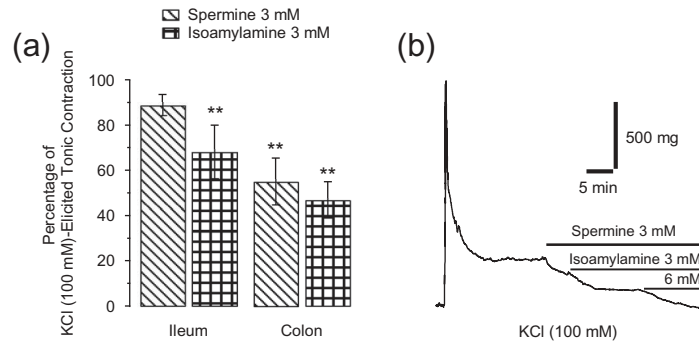 Spermine 3 mM
Isoamylamine 3 mM
(a)
Percentage of
KCl (100 mM)-Elicited Tonic Contraction
100
80
60
40
20
0
**
**
**
Ileum
Colon
(b)
500 mg
5 min
Spermine 3 mM
Isoamylamine 3 mM
6 mM
KCl (100 mM)